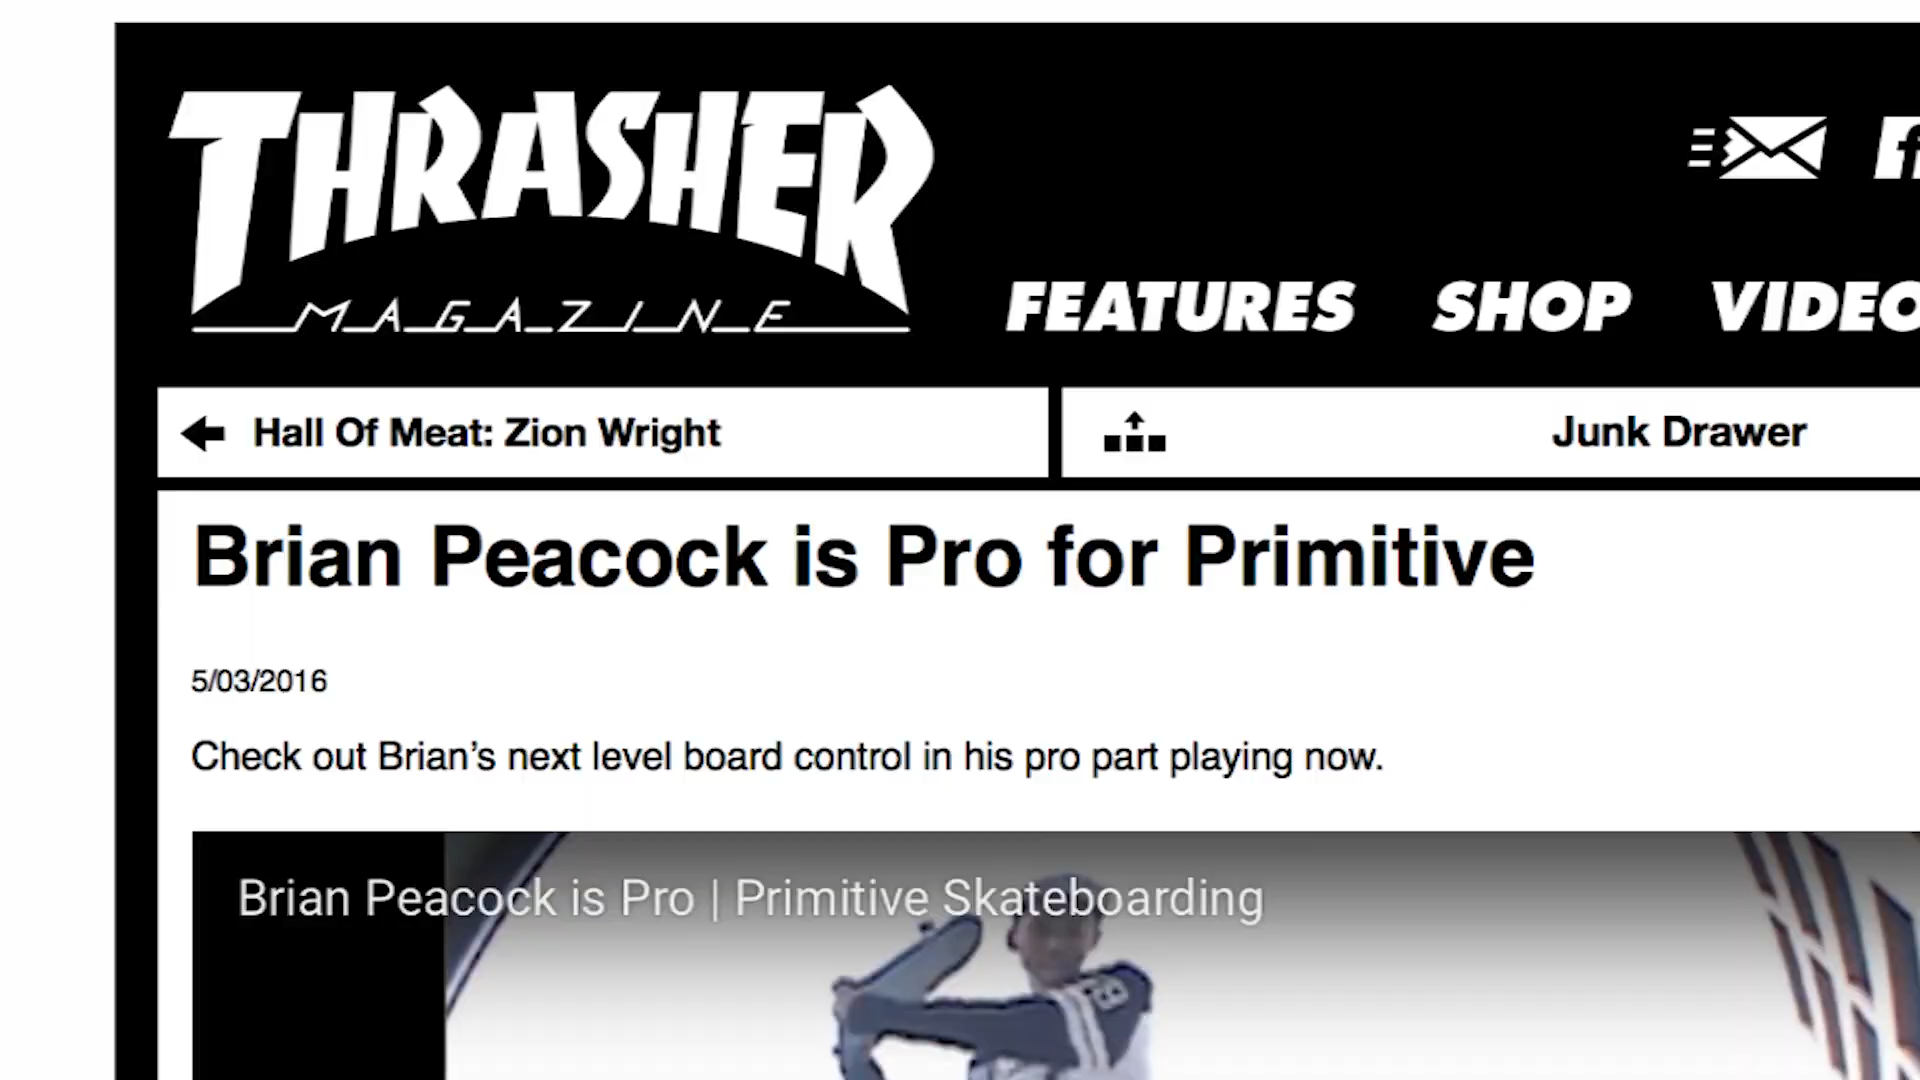 THRASHER
MAGAZINE
FEATURES SHOP VIDEO
Hall Of Meat: Zion Wright
Junk Drawer
Brian Peacock is Pro for Primitive
5/03/2016
Check out Brian’s next level board control in his pro part playing now.
Brian Peacock is Pro | Primitive Skateboarding